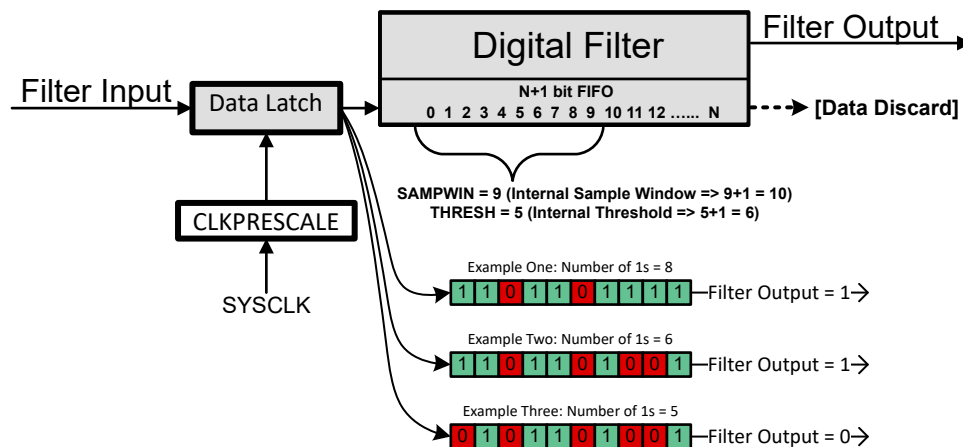 Filter Output
Digital Filter
Filter Input
Data Latch
N+1 bit FIFO
0 1 2 3 4 5 6 7 8 9 10 11 12 …... N
[Data Discard]
SAMPWIN = 9 (Internal Sample Window => 9+1 = 10)
THRESH = 5 (Internal Threshold => 5+1 = 6)
CLKPRESCALE
SYSCLK
Example One: Number of 1s = 8
1 1 0 1 1 0 1 1 1 1
Filter Output = 1
Example Two: Number of 1s = 6
1 1 0 1 1 0 1 0 0 1
Filter Output = 1
Example Three: Number of 1s = 5
0 1 0 1 1 0 1 0 0 1
Filter Output = 0